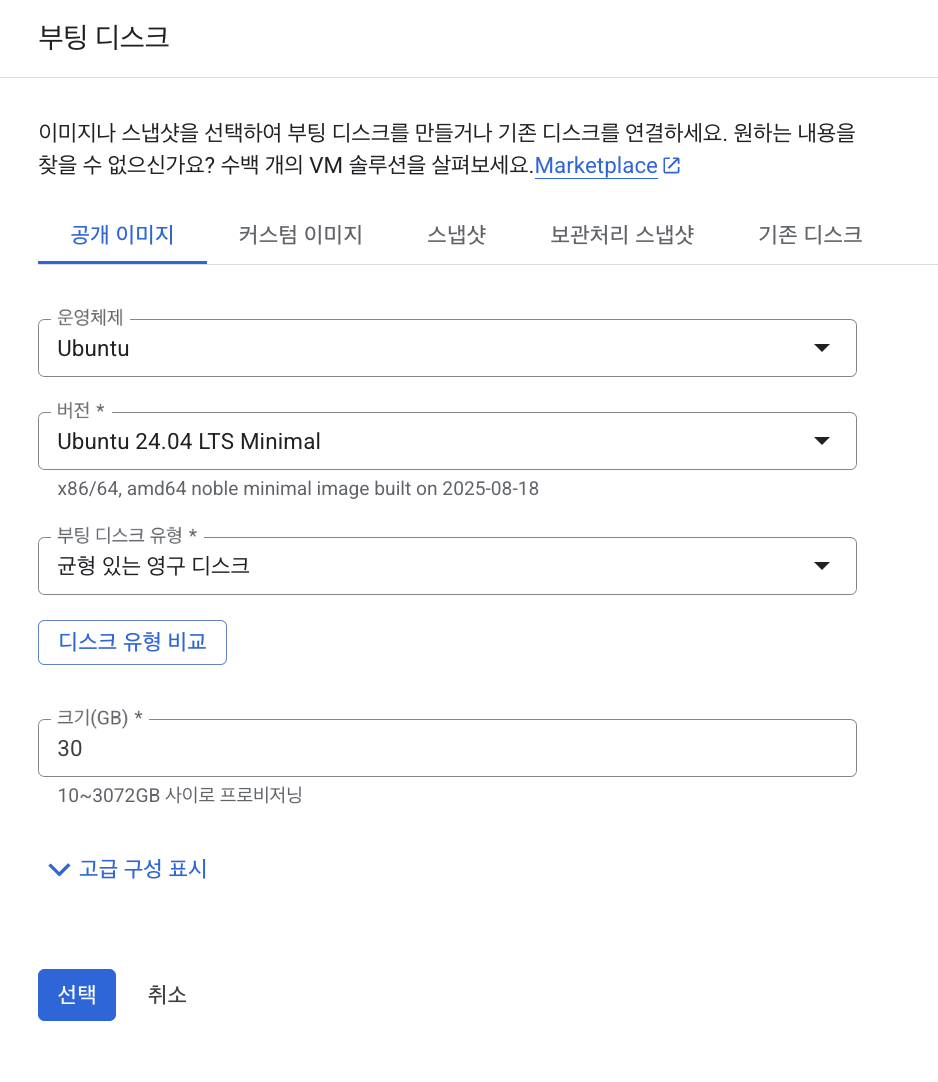 부팅 디스크
이미지나 스냅샷을 선택하여 부팅 디스크를 만들거나 기존 디스크를 연결하세요. 원하는 내용을
찾을 수 없으신가요? 수백 개의 VM 솔루션을 살펴보세요.Marketplace
공개 이미지 커스텀 이미지 스냅샷 보관처리 스냅샷 기존 디스크
운영체제
Ubuntu
버전 *
Ubuntu 24.04 LTS Minimal
x86/64, amd64 noble minimal image built on 2025-08-18
부팅 디스크 유형 *
균형 있는 영구 디스크
디스크 유형 비교
크기(GB) *
30
10~3072GB 사이로 프로비저닝
고급 구성 표시
선택 취소